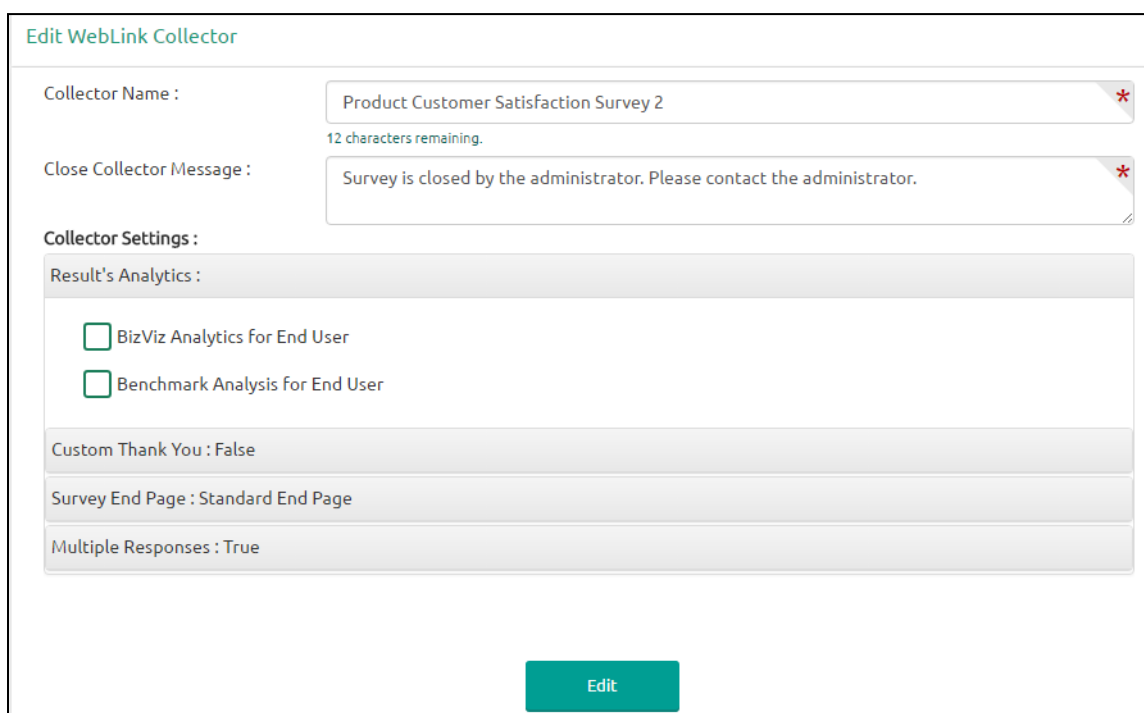 Edit WebLink Collector
Collector Name :
Product Customer Satisfaction Survey 2
*
12 characters remaining.
Close Collector Message :
Survey is closed by the administrator. Please contact the administrator.
*
Collector Settings :
Result's Analytics :
BizViz Analytics for End User
Benchmark Analysis for End User
Custom Thank You : False
Survey End Page : Standard End Page
Multiple Responses : True
Edit